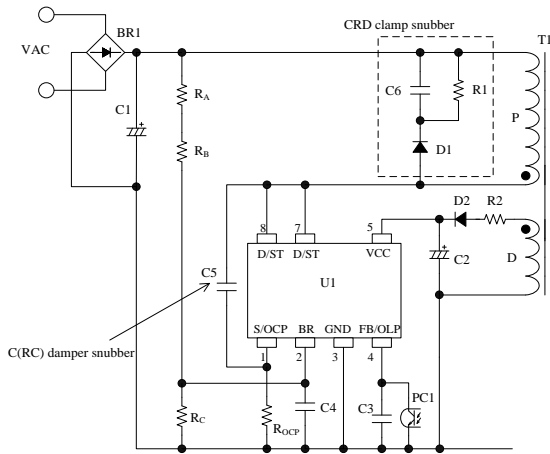 CRD clamp snubber
BR1
T1
VAC
C6
R1
C1
RA
P
RB
D1
D2
R2
8
7
5
D/ST
D/ST
VCC
C2
D
C5
U1
C(RC) damper snubber
S/OCP
BR
GND
FB/OLP
1
2
3
4
PC1
RC
C4
C3
ROCP